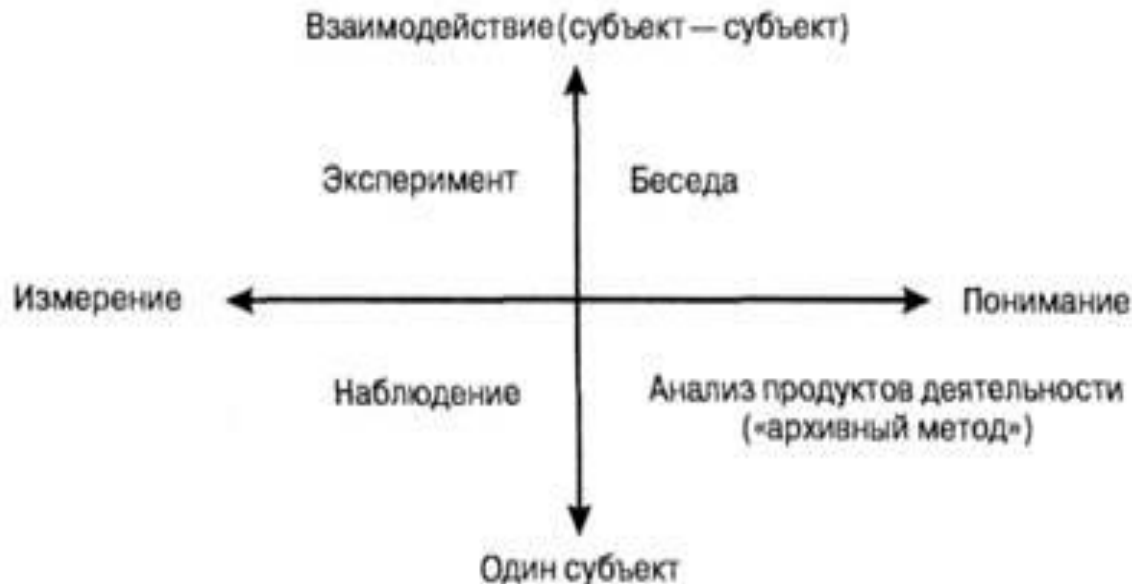 Взаимодействие (субъект — субъект)
Эксперимент
Беседа
Измерение
Понимание
Наблюдение
Анализ продуктов деятельности
(«архивный метод»)
Один субъект